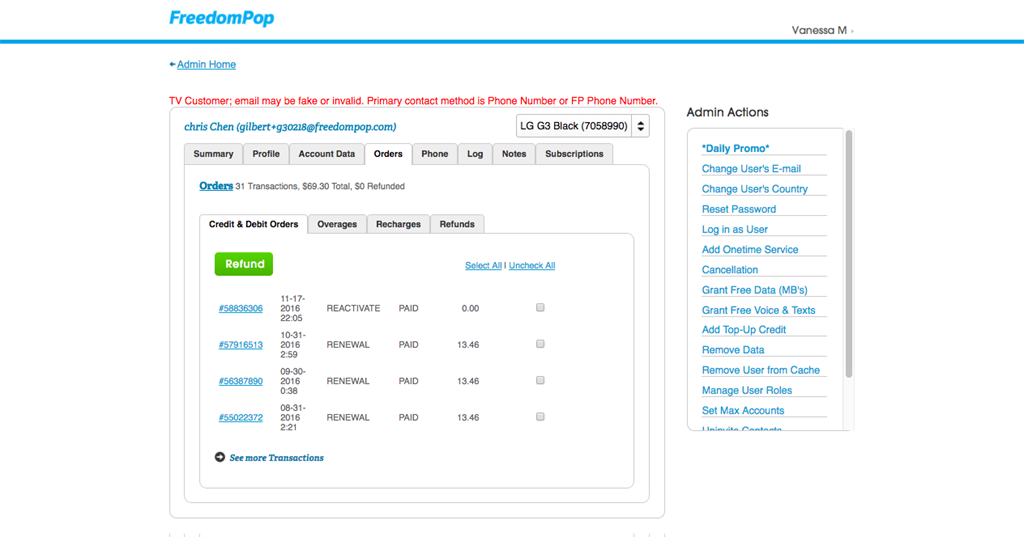 FreedomPop
Vanessa M
Admin Home
TV Customer; email may be fake or invalid. Primary contact method is Phone Number or FP Phone Number.
chris Chen (gilbert+g30218@freedompop.com)
LG G3 Black (7058990)
Summary Profile Account Data Orders Phone Log Notes Subscriptions
Orders 31 Transactions, $69.30 Total, $0 Refunded
Credit & Debit Orders Overages Recharges Refunds
Refund
Select All | Uncheck All
#58836306 11-17-2016 22:05 REACTIVATE PAID 0.00
#57916513 10-31-2016 2:59 RENEWAL PAID 13.46
#56387890 09-30-2016 0:38 RENEWAL PAID 13.46
#55022372 08-31-2016 2:21 RENEWAL PAID 13.46
See more Transactions
Admin Actions
*Daily Promo*
Change User's E-mail
Change User's Country
Reset Password
Log in as User
Add Onetime Service
Cancellation
Grant Free Data (MB's)
Grant Free Voice & Texts
Add Top-Up Credit
Remove Data
Remove User from Cache
Manage User Roles
Set Max Accounts